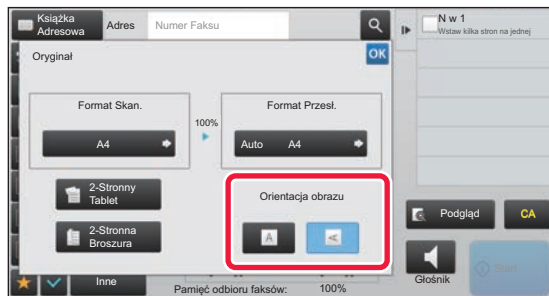 Książka
Adresowa
Adres
Numer Faksu
N w 1
Wstaw kilka stron na jednej
Oryginał
OK
Format Skan.
100%
Format Przesł.
A4
Auto A4
2-Stronny
Tablet
Orientacja obrazu
2-Stronna
Broszura
A
A
Podgląd
CA
Inne
Pamięć odbioru faksów: 100%
Głośnik
Start